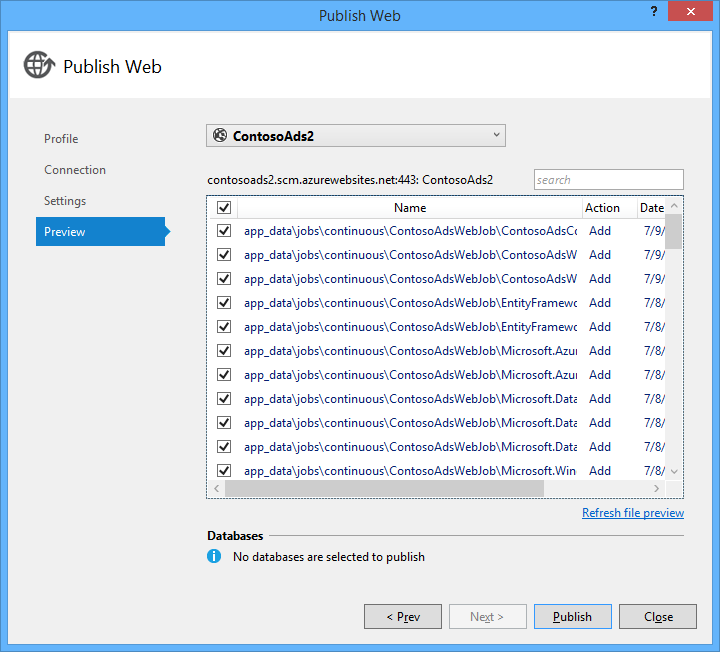 Publish Web
?
Publish Web
Profile
Connection
Settings
Preview
ContosoAds2
contosoads2.scm.azurewebsites.net:443: ContosoAds2
search
Name Action Date
app_data\jobs\continuous\ContosoAdsWebJob\ContosoAdsCo Add 7/9/
app_data\jobs\continuous\ContosoAdsWebJob\ContosoAdsW Add 7/9/
app_data\jobs\continuous\ContosoAdsWebJob\ContosoAdsW Add 7/9/
app_data\jobs\continuous\ContosoAdsWebJob\EntityFramewo Add 7/8/
app_data\jobs\continuous\ContosoAdsWebJob\EntityFramewo Add 7/8/
app_data\jobs\continuous\ContosoAdsWebJob\Microsoft.Azur Add 7/8/
app_data\jobs\continuous\ContosoAdsWebJob\Microsoft.Azur Add 7/8/
app_data\jobs\continuous\ContosoAdsWebJob\Microsoft.Data Add 7/8/
app_data\jobs\continuous\ContosoAdsWebJob\Microsoft.Data Add 7/8/
app_data\jobs\continuous\ContosoAdsWebJob\Microsoft.Data Add 7/8/
app_data\jobs\continuous\ContosoAdsWebJob\Microsoft.Win Add 7/8/
Refresh file preview
Databases
No databases are selected to publish
< Prev
Next >
Publish
Close